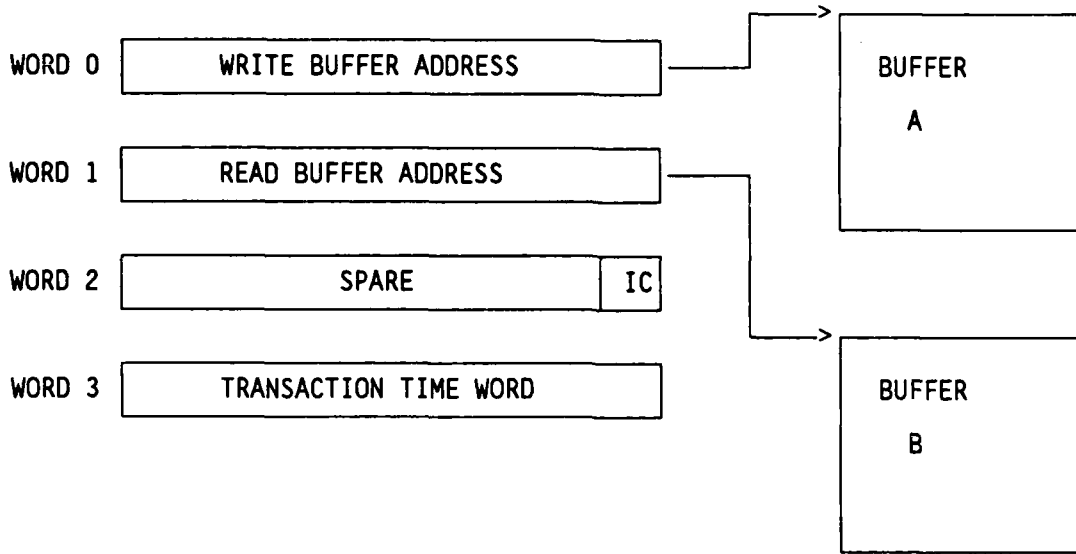 WORD 0 WRITE BUFFER ADDRESS
BUFFER
A
WORD 1 READ BUFFER ADDRESS
WORD 2 SPARE IC
WORD 3 TRANSACTION TIME WORD
BUFFER
B